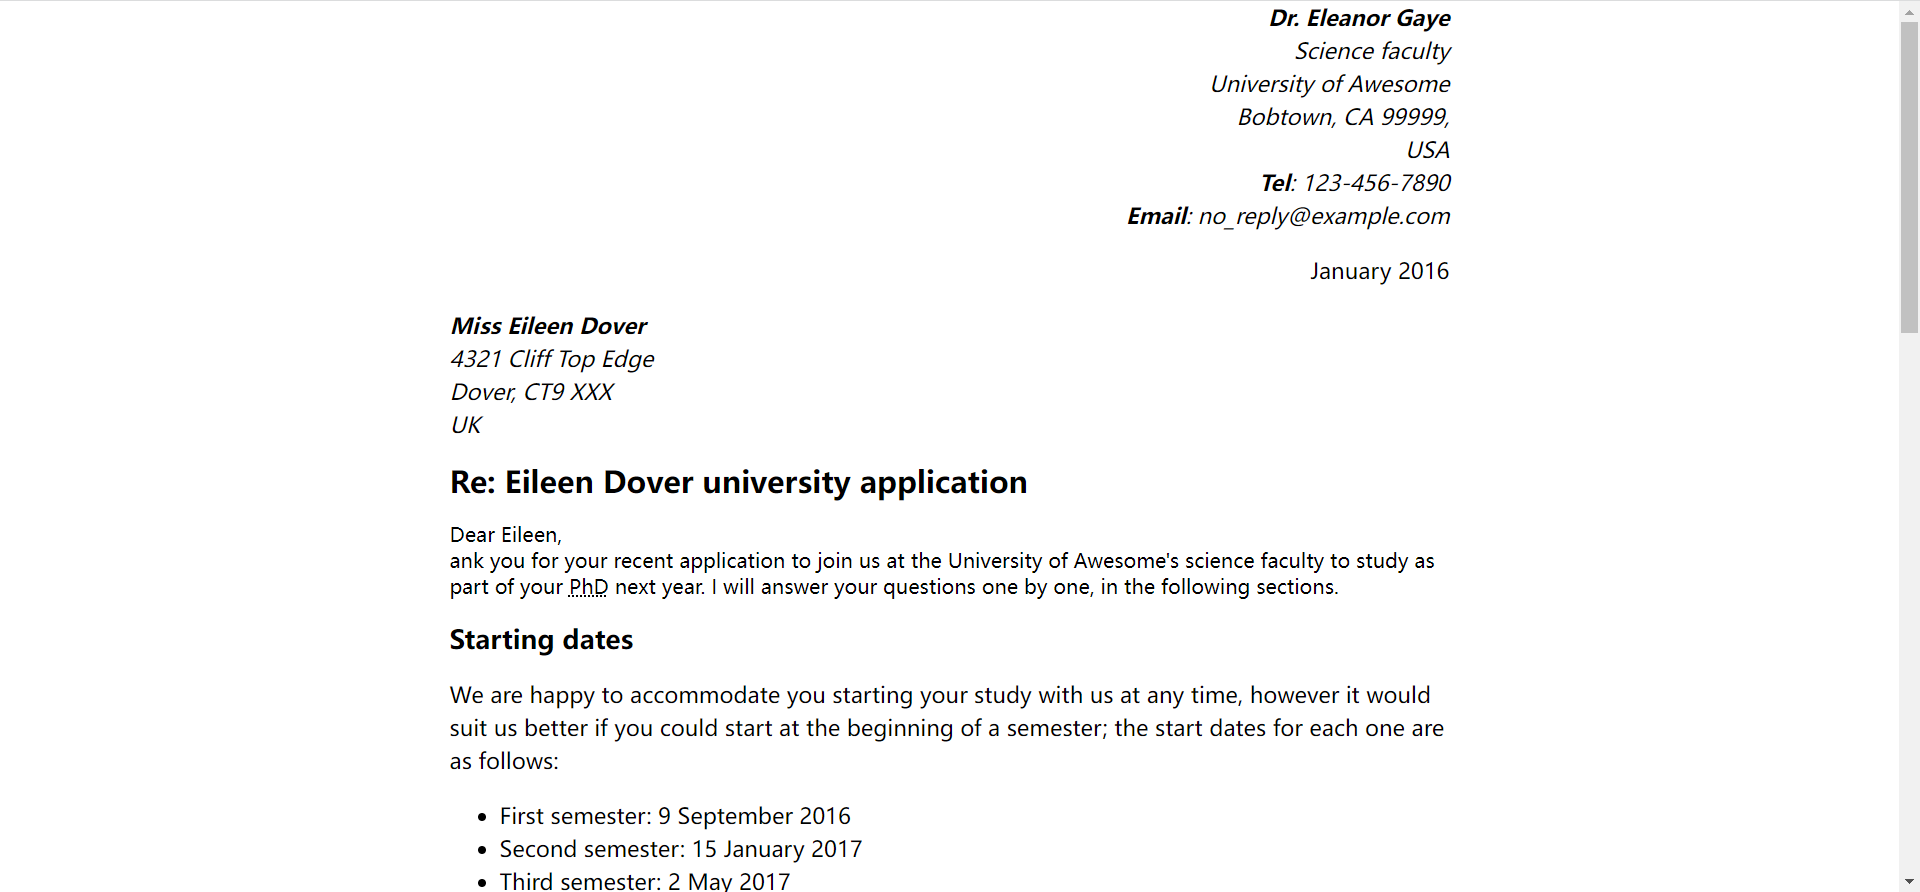 Dr. Eleanor Gaye
Science faculty
University of Awesome
Bobtown, CA 99999,
USA
Tel: 123-456-7890
Email: no_reply@example.com
January 2016
Miss Eileen Dover
4321 Cliff Top Edge
Dover, CT9 XXX
UK
Re: Eileen Dover university application
Dear Eileen,
ank you for your recent application to join us at the University of Awesome's science faculty to study as
part of your PhD next year. I will answer your questions one by one, in the following sections.
Starting dates
We are happy to accommodate you starting your study with us at any time, however it would
suit us better if you could start at the beginning of a semester; the start dates for each one are
as follows:
• First semester: 9 September 2016
• Second semester: 15 January 2017
• Third semester: 2 May 2017